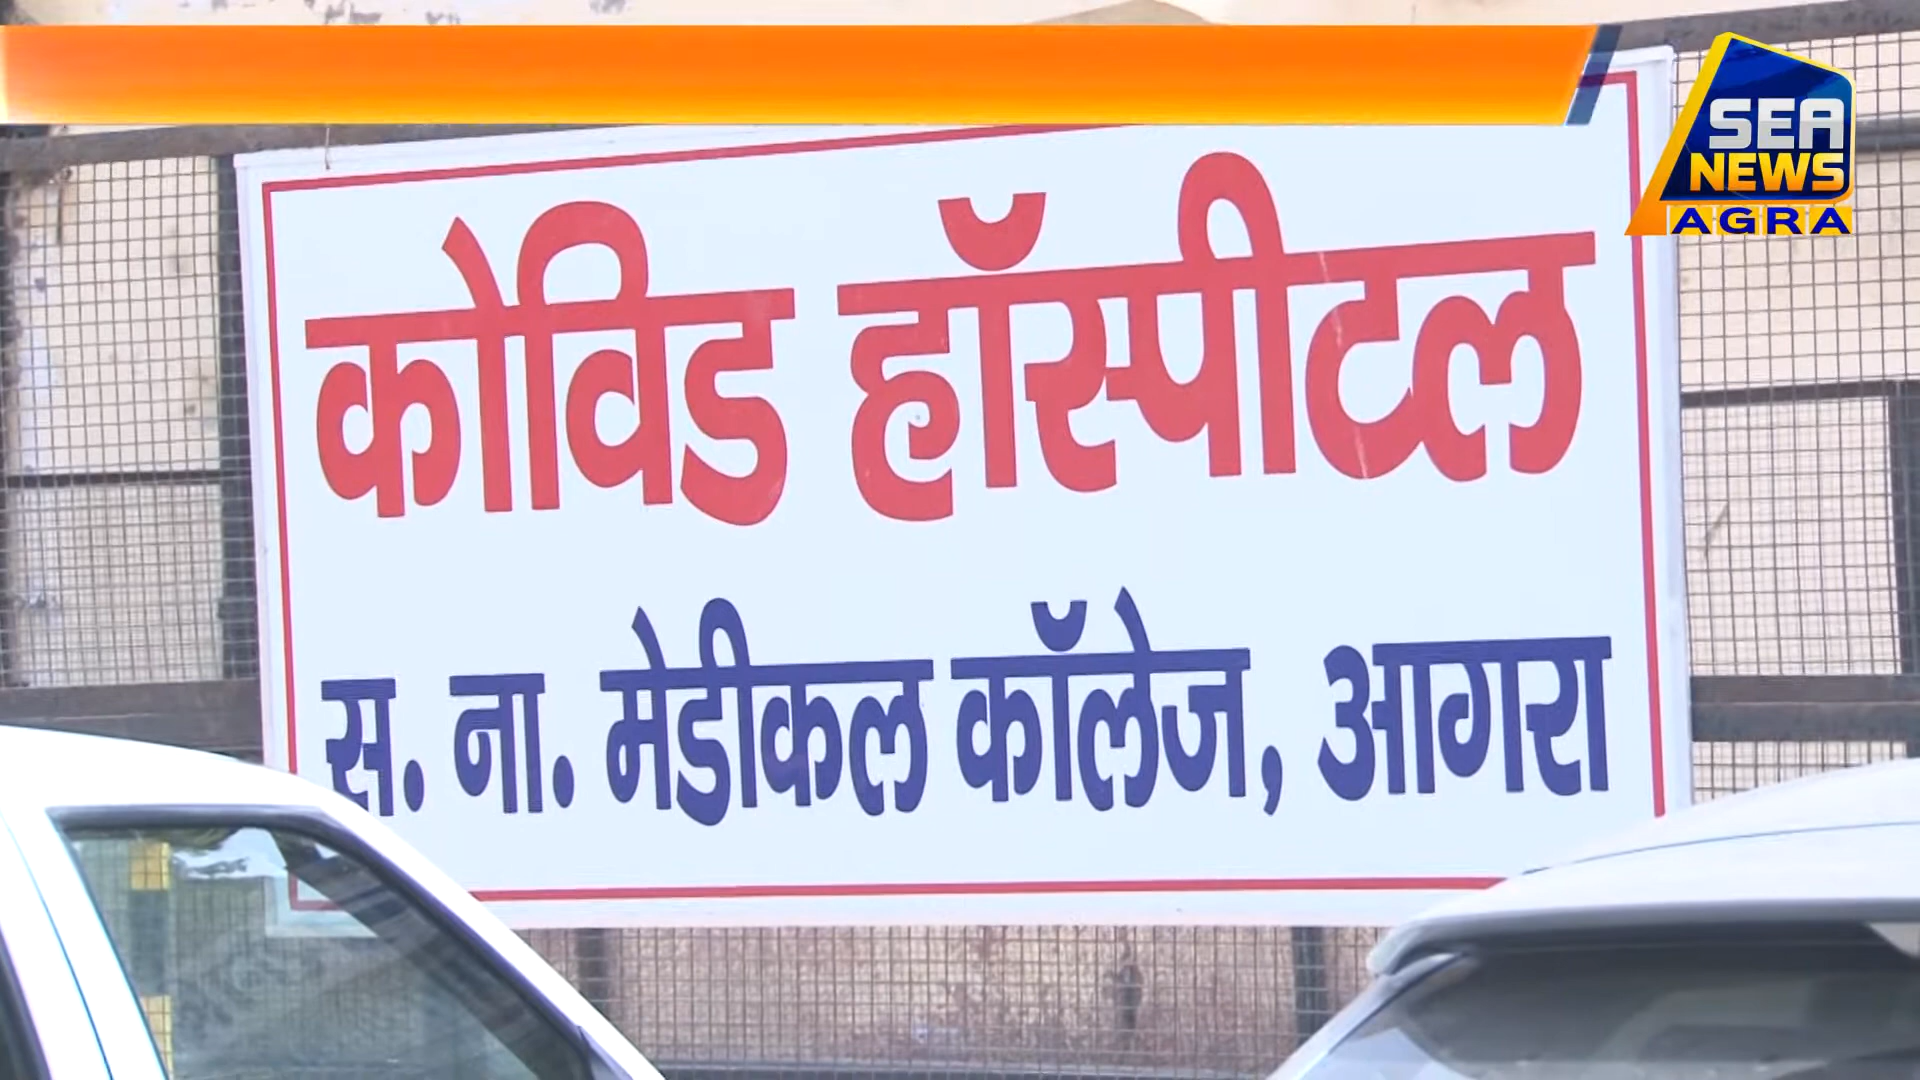 SEA
NEWS
AGRA
कोविड हॉस्पीटल
स. ना. मेडीकल कॉलेज, आगरा